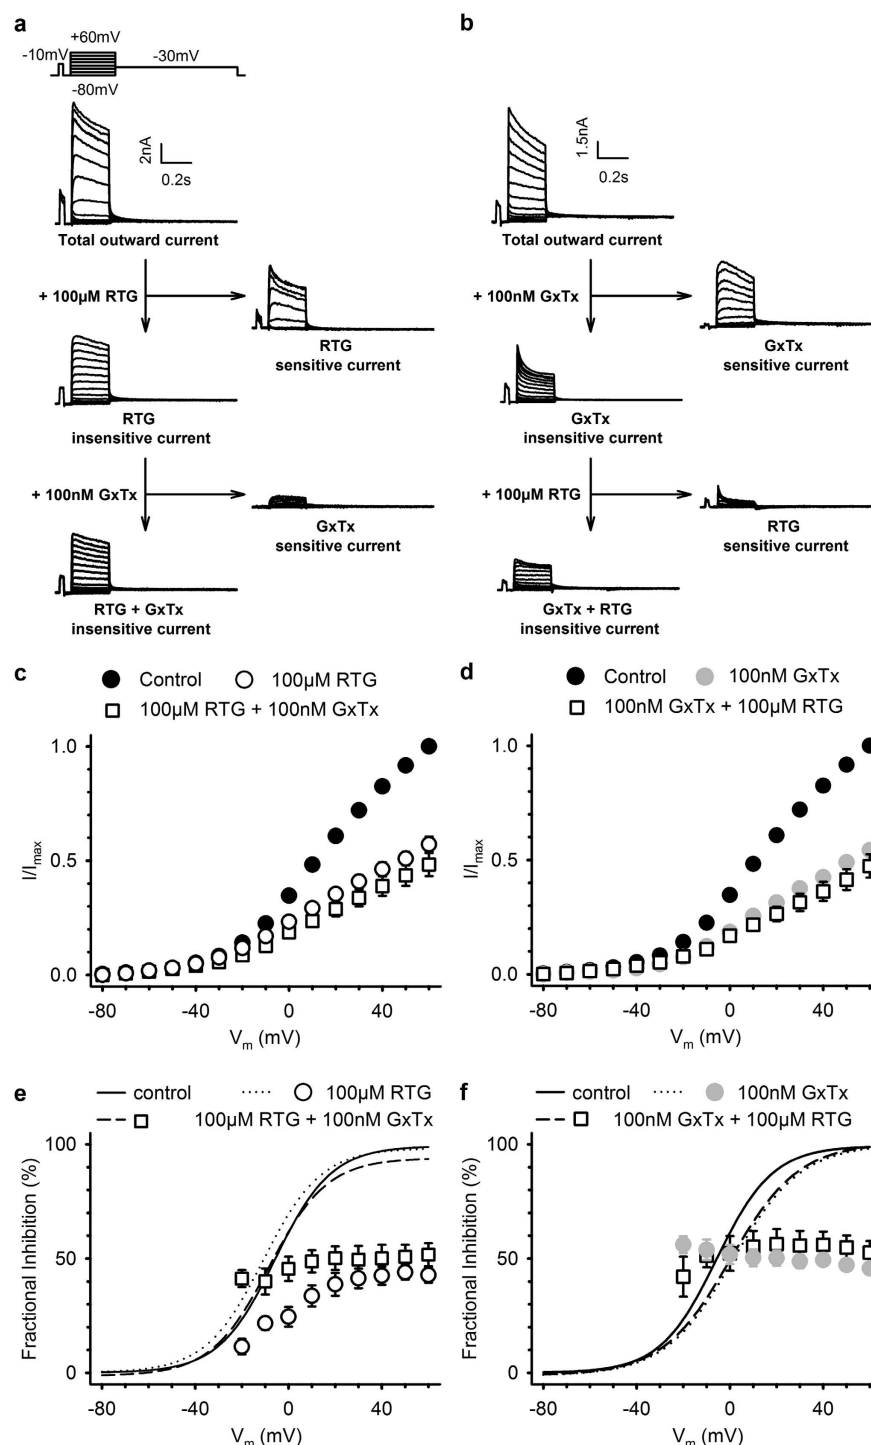 a
+60mV
-10mV
-30mV
-80mV
2nA
0.2s
Total outward current
+ 100µM RTG
RTG
sensitive current
RTG
insensitive current
+ 100nM GxTx
GxTx
sensitive current
RTG + GxTx
insensitive current
b
1.5nA
0.2s
Total outward current
+ 100nM GxTx
GxTx
sensitive current
GxTx
insensitive current
+ 100µM RTG
RTG
sensitive current
GxTx + RTG
insensitive current
c
Control 100µM RTG
100µM RTG + 100nM GxTx
1.0
0.5
0.0
I/Imax
-80 -40 0 40
Vm (mV)
d
Control 100nM GxTx
100nM GxTx + 100µM RTG
1.0
0.5
0.0
I/Imax
-80 -40 0 40
Vm (mV)
e
control 100µM RTG
100µM RTG + 100nM GxTx
100
50
0
Fractional Inhibition (%)
-80 -40 0 40
Vm (mV)
f
control 100nM GxTx
100nM GxTx + 100µM RTG
100
50
0
Fractional Inhibition (%)
-80 -40 0 40
Vm (mV)